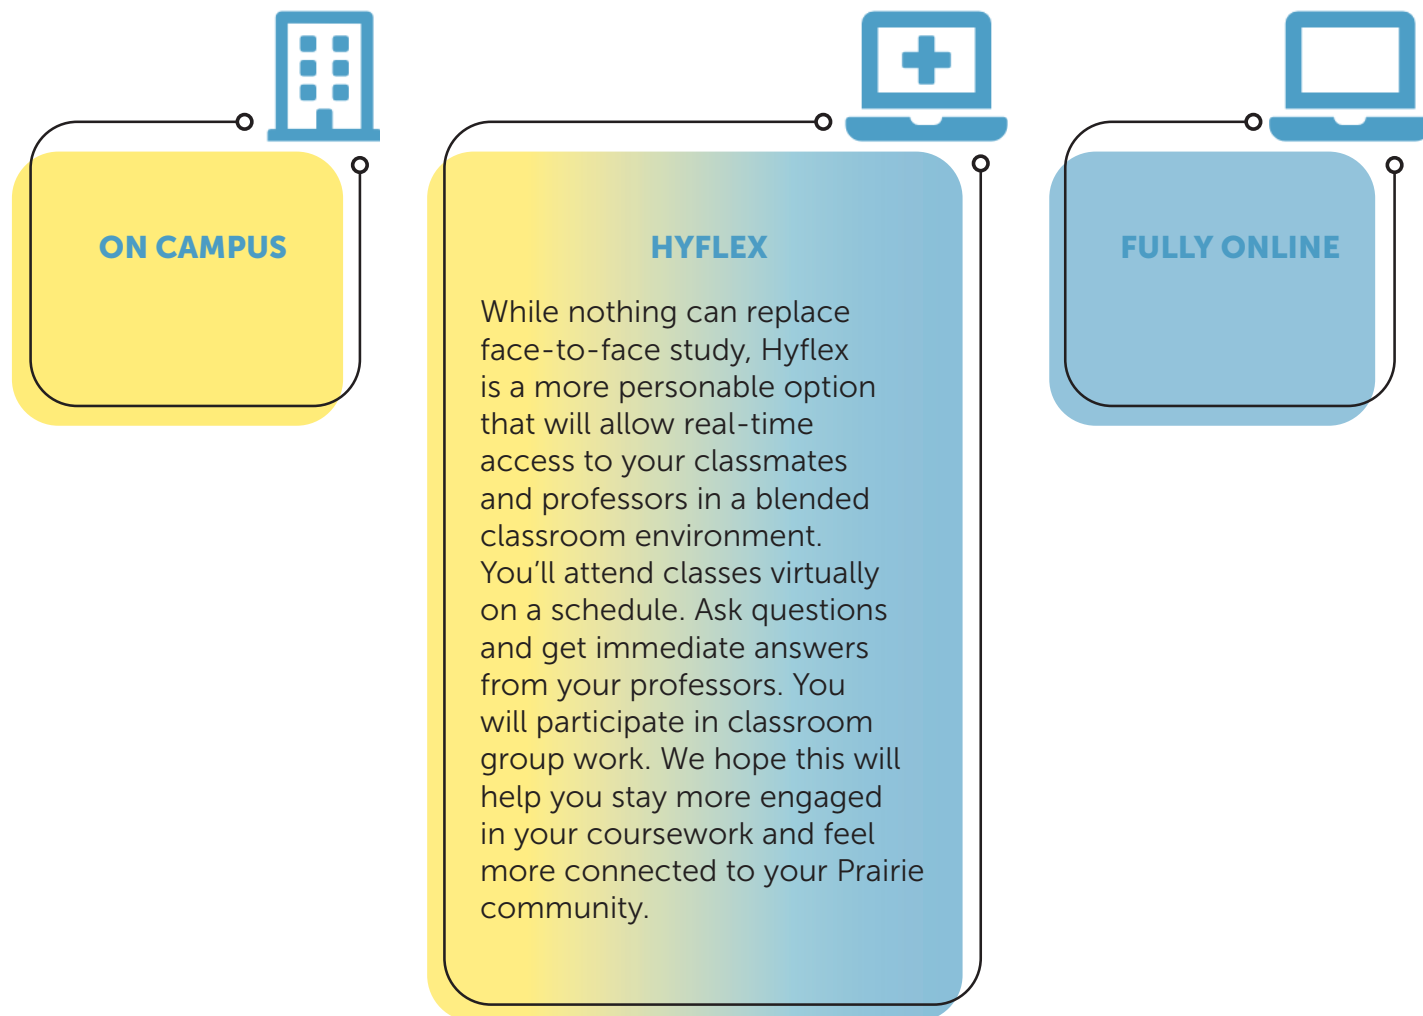 ON CAMPUS
HYFLEX
While nothing can replace
face-to-face study, Hyflex
is a more personable option
that will allow real-time
access to your classmates
and professors in a blended
classroom environment.
You'll attend classes virtually
on a schedule. Ask questions
and get immediate answers
from your professors. You
will participate in classroom
group work. We hope this will
help you stay more engaged
in your coursework and feel
more connected to your Prairie
community.
FULLY ONLINE